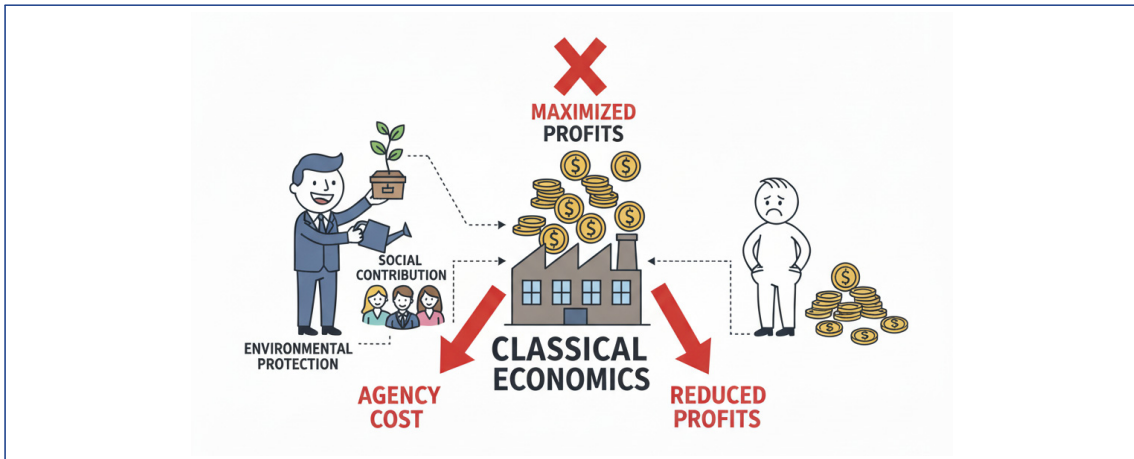 MAXIMIZED
PROFITS
SOCIAL
CONTRIBUTION
ENVIRONMENTAL
PROTECTION
CLASSICAL
ECONOMICS
AGENCY
COST
REDUCED
PROFITS
$
$
$
$
$
$
$
$
$
$